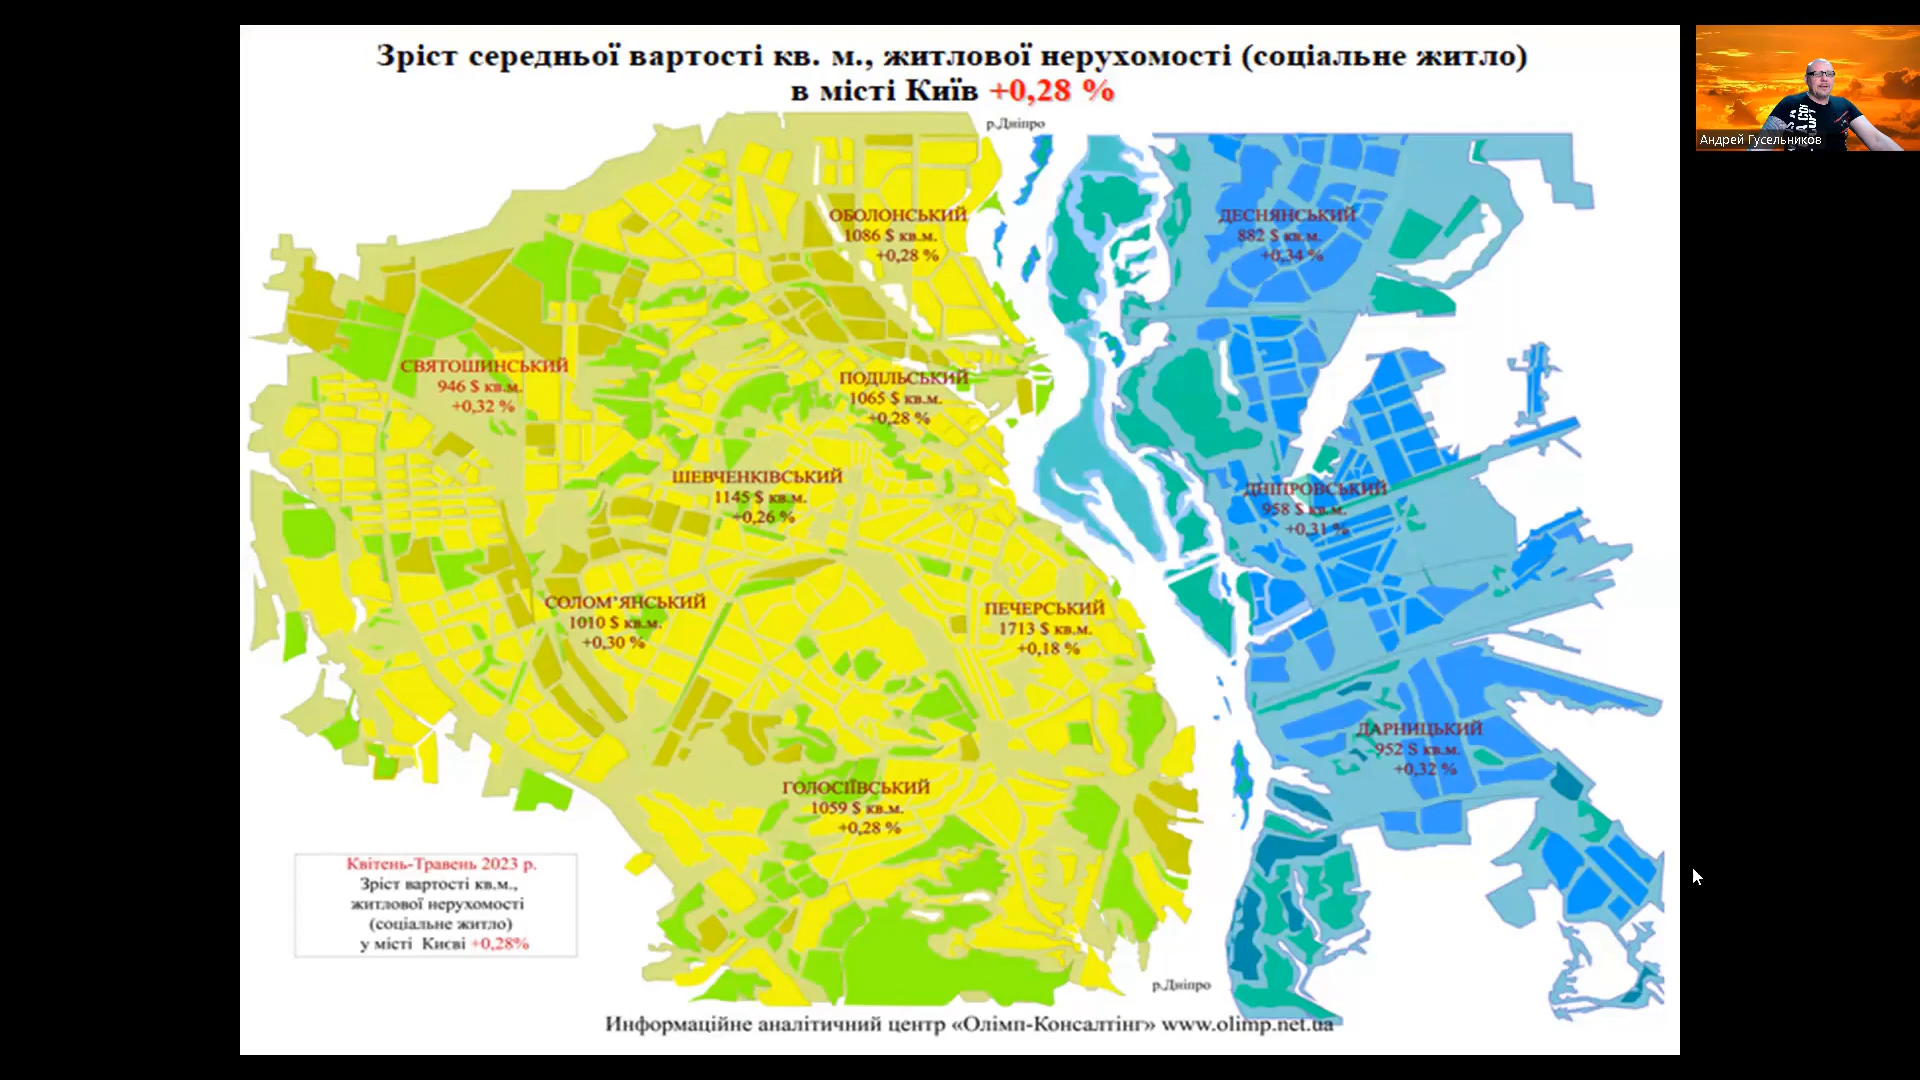 Зріст середньої вартості кв. м., житлової нерухомості (соціальне житло)
в місті Київ +0,28 %
р.Дніпро
Андрей Гусельников
ОБОЛОНСЬКИЙ
1086 $ кв.м.
+0,28 %
ДЕСНЯНСЬКИЙ
882 $ кв.м.
+0,34 %
СВЯТОШИНСЬКИЙ
946 $ кв.м.
+0,32 %
ПОДІЛЬСЬКИЙ
1065 $ кв.м.
+0,28 %
ШЕВЧЕНКІВСЬКИЙ
1145 $ кв.м.
+0,26 %
ДНІПРОВСЬКИЙ
958 $ кв.м.
+0,31 %
СОЛОМ'ЯНСЬКИЙ
1010 $ кв.м.
+0,30 %
ПЕЧЕРСЬКИЙ
1713 $ кв.м.
+0,18 %
ДАРНИЦЬКИЙ
952 $ кв.м.
+0,32 %
ГОЛОСІЇВСЬКИЙ
1059 $ кв.м.
+0,28 %
Квітень-Травень 2023 р.
Зріст вартості кв.м.,
житлової нерухомості
(соціальне житло)
у місті Києві +0,28%
р.Дніпро
Информаційне аналітичний центр «Олімп-Консалтінг» www.olimp.net.ua